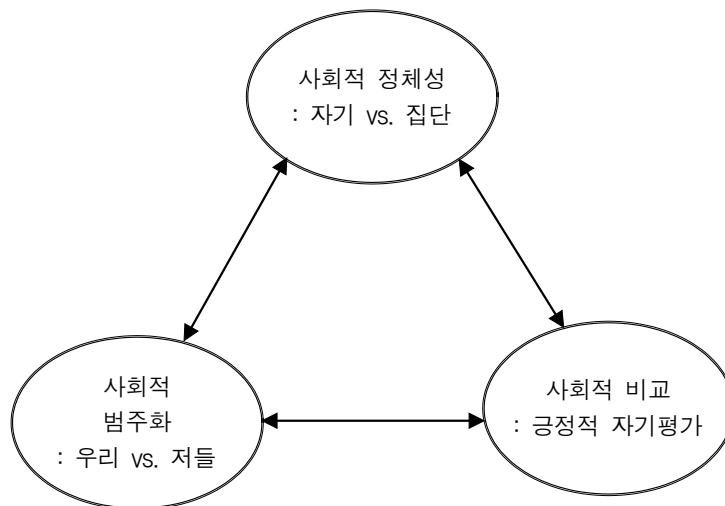 사회적 정체성
: 자기 vs. 집단
사회적
범주화
: 우리 vs. 저들
사회적 비교
: 긍정적 자기평가